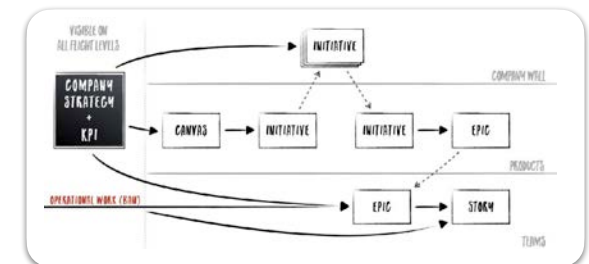 VISIBLE ON
ALL FLIGHT LEVELS
INITIATIVE
COMPANY WALL
COMPANY
STRATEGY
+
KPI
CANVAS
INITIATIVE
INITIATIVE
EPIC
PRODUCTS
OPERATIONAL WORK (BAU)
EPIC
STORY
TEAMS